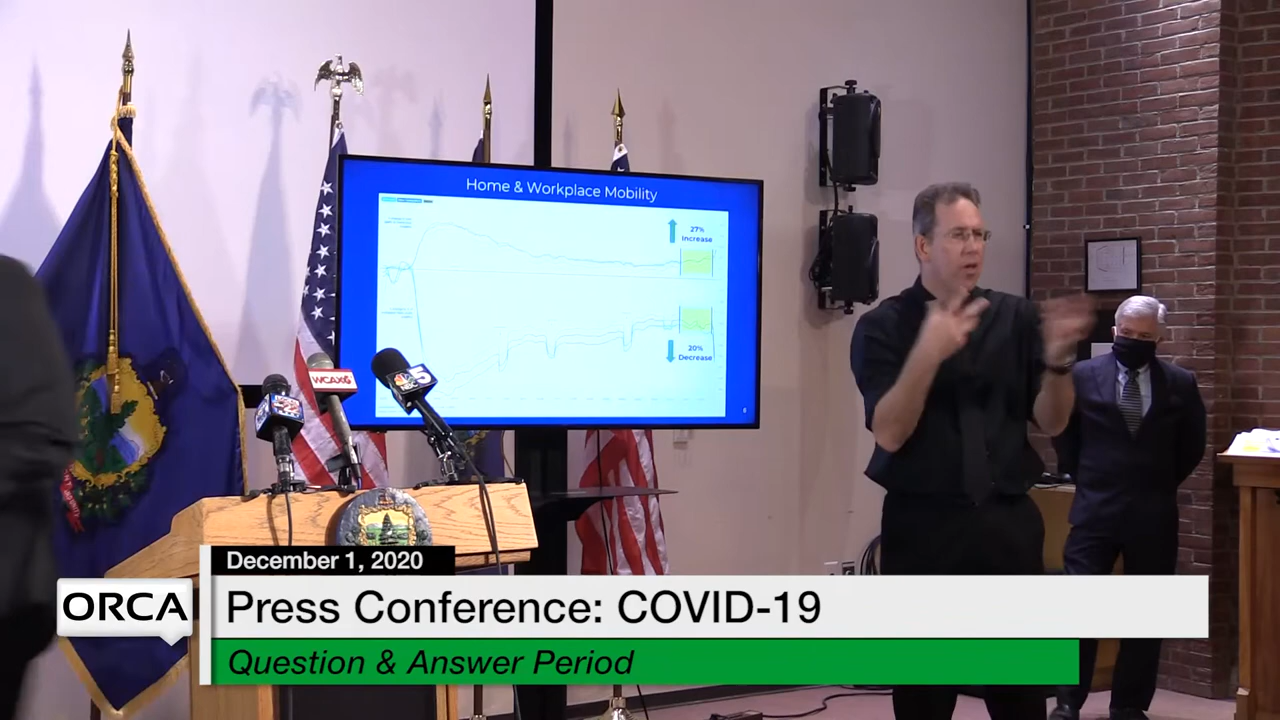 Home & Workplace Mobility
27%
Increase
20%
Decrease
6
WCAX
5
December 1, 2020
ORCA
Press Conference: COVID-19
Question & Answer Period